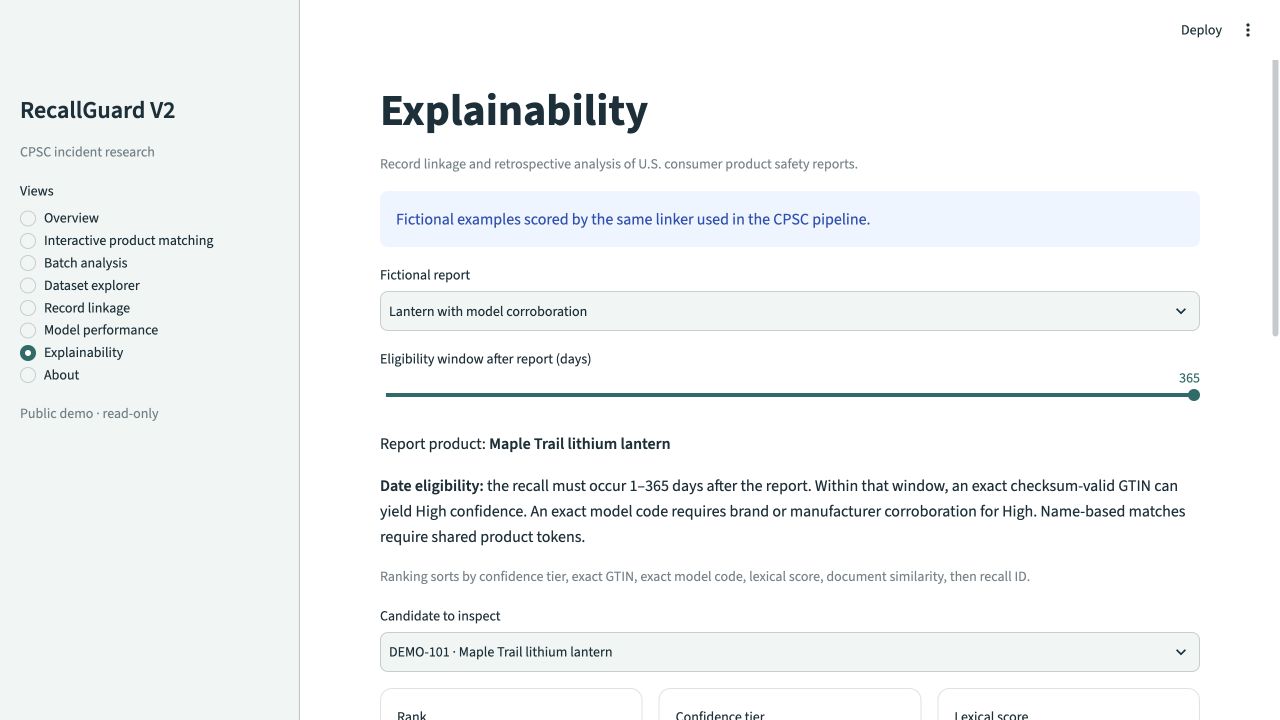 Deploy
RecallGuard V2
CPSC incident research
Views
Overview
Interactive product matching
Batch analysis
Dataset explorer
Record linkage
Model performance
Explainability
About
Public demo · read-only
Explainability
Record linkage and retrospective analysis of U.S. consumer product safety reports.
Fictional examples scored by the same linker used in the CPSC pipeline.
Fictional report
Lantern with model corroboration
Eligibility window after report (days)
365
Report product: Maple Trail lithium lantern
Date eligibility: the recall must occur 1–365 days after the report. Within that window, an exact checksum-valid GTIN can
yield High confidence. An exact model code requires brand or manufacturer corroboration for High. Name-based matches
require shared product tokens.
Ranking sorts by confidence tier, exact GTIN, exact model code, lexical score, document similarity, then recall ID.
Candidate to inspect
DEMO-101 · Maple Trail lithium lantern
Rank
Confidence tier
Lexical score